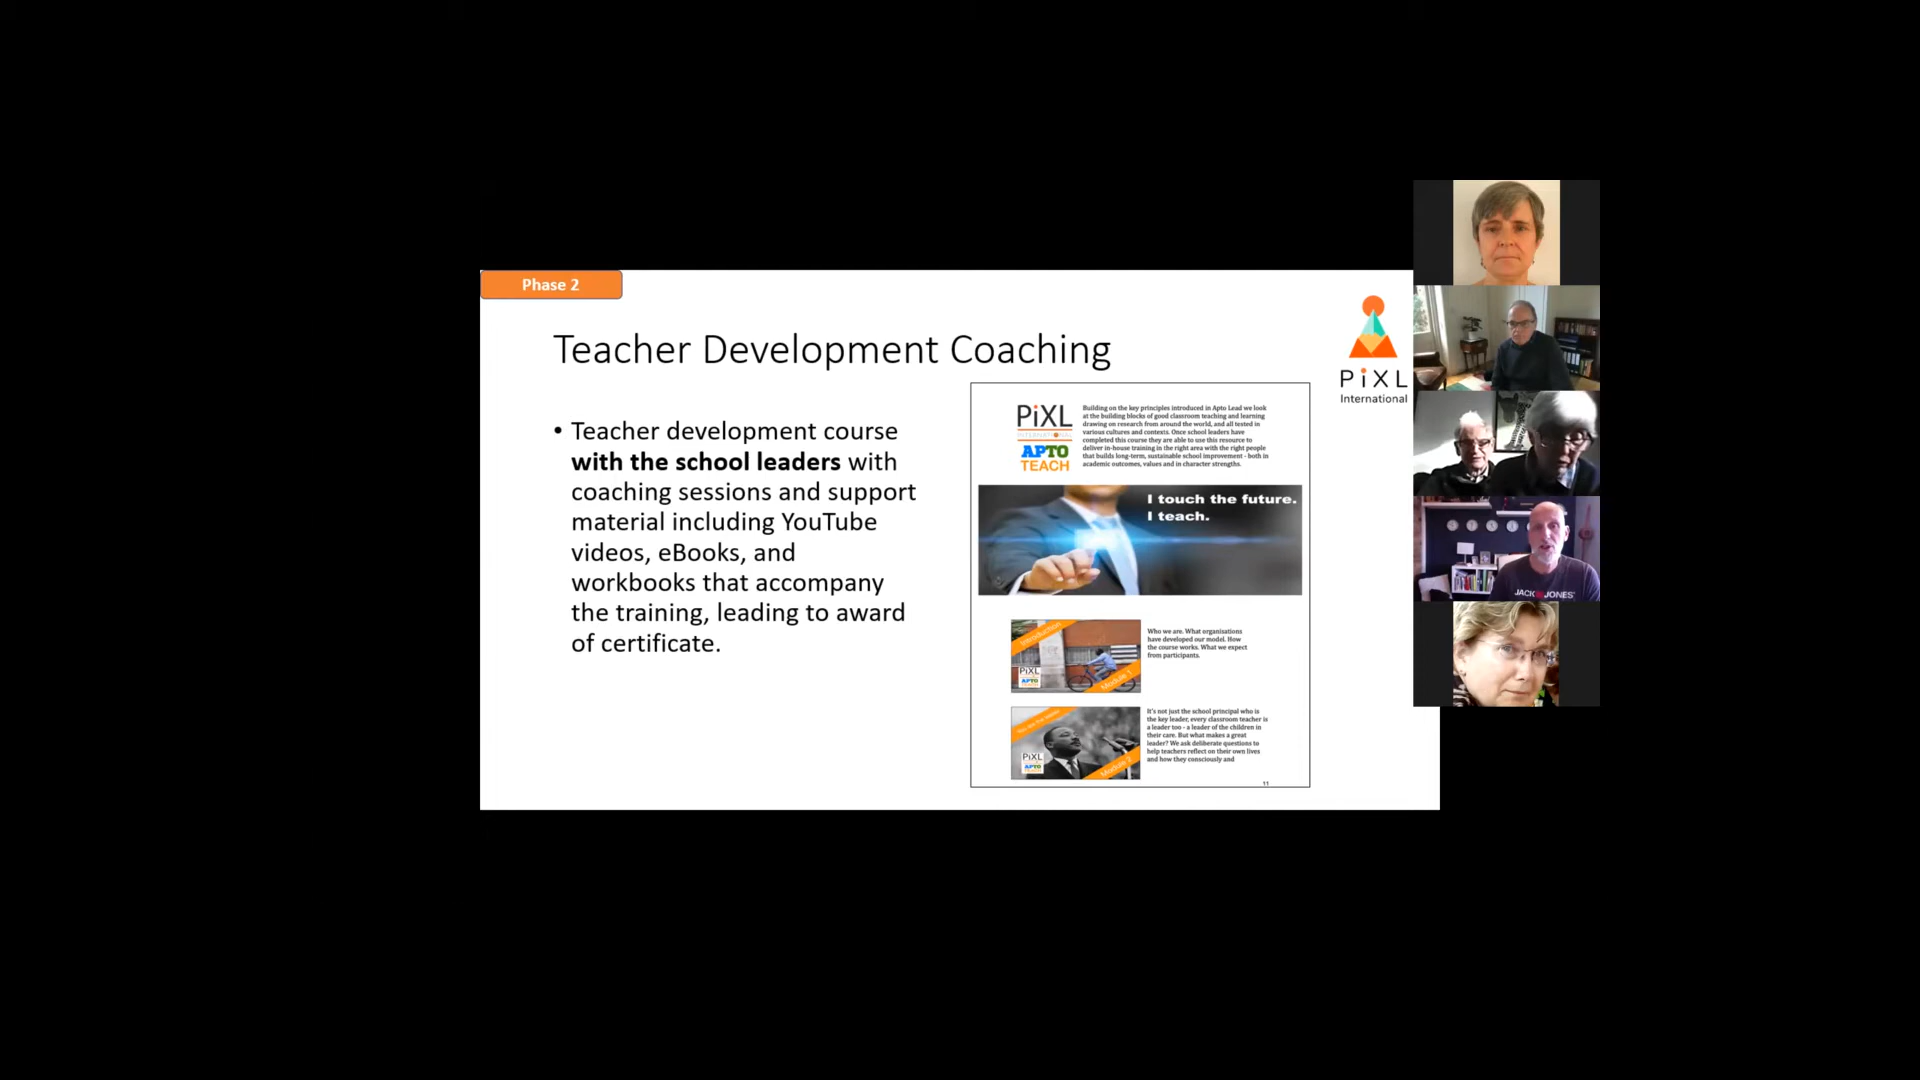 Phase 2
Teacher Development Coaching
PiXL
International
• Teacher development course
with the school leaders with
coaching sessions and support
material including YouTube
videos, eBooks, and
workbooks that accompany
the training, leading to award
of certificate.
PiXL
INTERNATIONAL
APTO
TEACH
Building on the key principles introduced in Apto Lead we look
at the building blocks of good classroom teaching and learning
drawing on research from around the world, and all tested in
various cultures and contexts. Once school leaders have
completed this course they are able to use this resource to
deliver in-house training in the right area with the right people
that builds long-term, sustainable school improvement - both in
academic outcomes, values and in character strengths.
I touch the future.
I teach.
Introduction
PiXL
APTO
Module 1
Who we are. What organisations
have developed our model. How
the course works. What we expect
from participants.
PiXL
APTO
Module 2
It's not just the school principal who is
the key leader, every classroom teacher is
a leader too - a leader of the children in
their care. But what makes a great
leader? We ask deliberate questions to
help teachers reflect on their own lives
and how they consciously and
11
JACK JONES